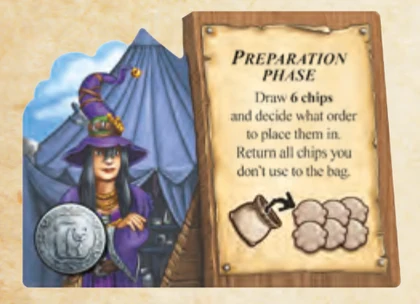 PREPARATION
PHASE
Draw 6 chips
and decide what order
to place them in.
Return all chips you
don't use to the bag.